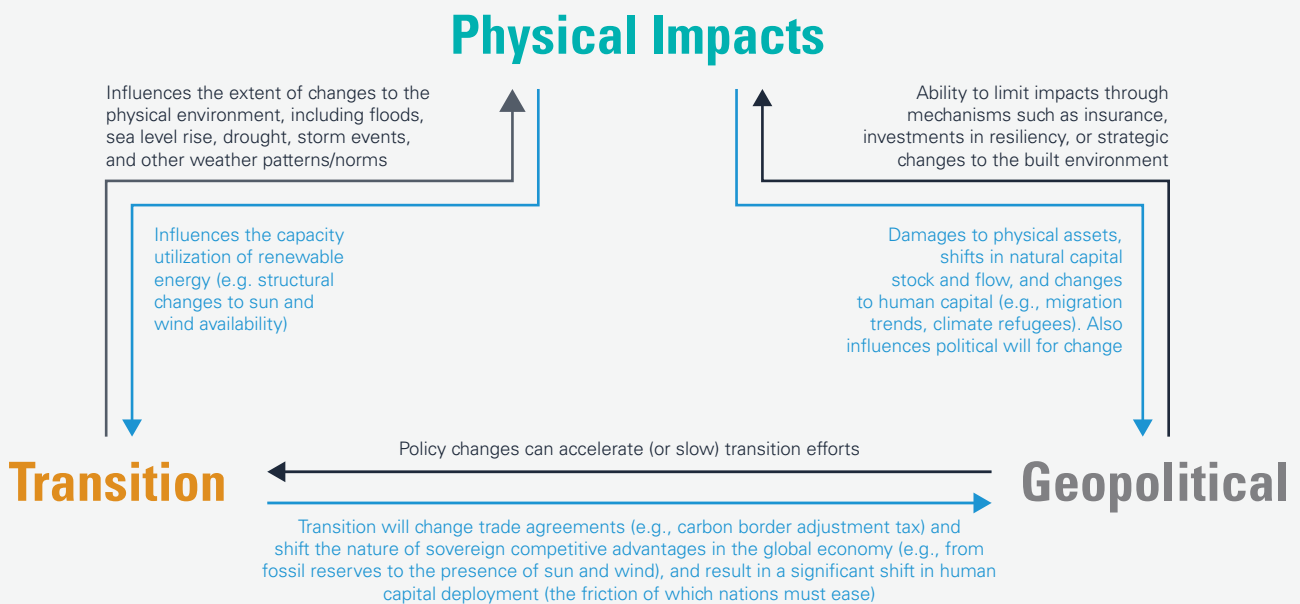 Physical Impacts
Influences the extent of changes to the
physical environment, including floods,
sea level rise, drought, storm events,
and other weather patterns/norms
Ability to limit impacts through
mechanisms such as insurance,
investments in resiliency, or strategic
changes to the built environment
Influences the capacity
utilization of renewable
energy (e.g. structural
changes to sun and
wind availability)
Damages to physical assets,
shifts in natural capital
stock and flow, and changes
to human capital (e.g., migration
trends, climate refugees). Also
influences political will for change
Policy changes can accelerate (or slow) transition efforts
Transition
Geopolitical
Transition will change trade agreements (e.g., carbon border adjustment tax) and
shift the nature of sovereign competitive advantages in the global economy (e.g., from
fossil reserves to the presence of sun and wind), and result in a significant shift in human
capital deployment (the friction of which nations must ease)